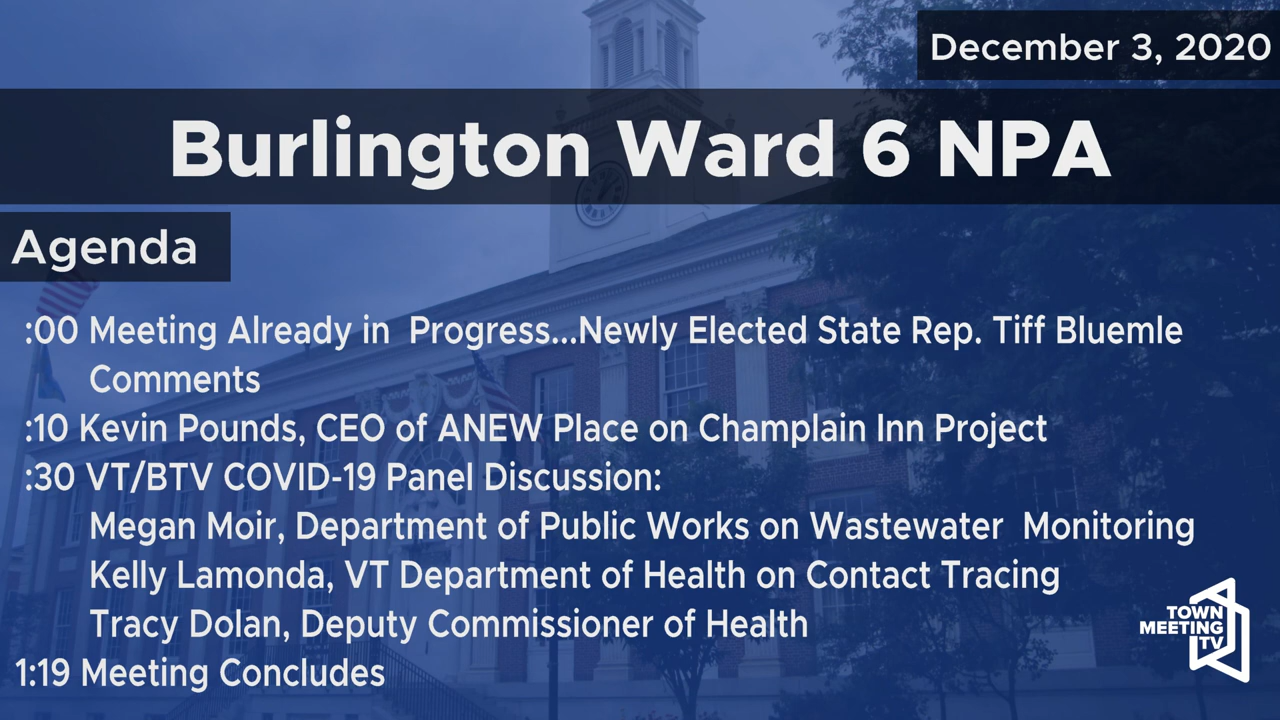 December 3, 2020
Burlington Ward 6 NPA
Agenda
:00 Meeting Already in Progress...Newly Elected State Rep. Tiff Bluemle
Comments
:10 Kevin Pounds, CEO of ANEW Place on Champlain Inn Project
:30 VT/BTV COVID-19 Panel Discussion:
Megan Moir, Department of Public Works on Wastewater Monitoring
Kelly Lamonda, VT Department of Health on Contact Tracing
Tracy Dolan, Deputy Commissioner of Health
1:19 Meeting Concludes
TOWN
MEETING
TV